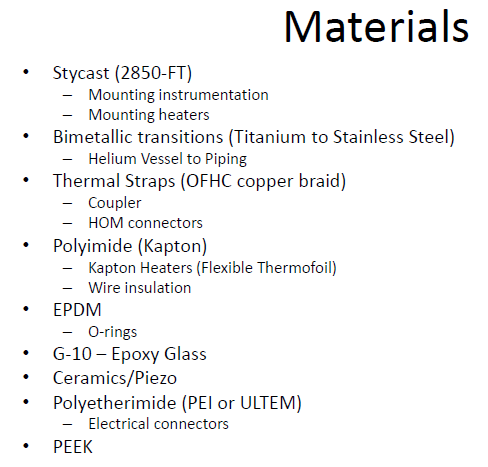 Materials
• Stycast (2850-FT)
– Mounting instrumentation
– Mounting heaters
• Bimetallic transitions (Titanium to Stainless Steel)
– Helium Vessel to Piping
• Thermal Straps (OFHC copper braid)
– Coupler
– HOM connectors
• Polyimide (Kapton)
– Kapton Heaters (Flexible Thermofoil)
– Wire insulation
• EPDM
– O-rings
• G-10 – Epoxy Glass
• Ceramics/Piezo
• Polyetherimide (PEI or ULTEM)
– Electrical connectors
• PEEK